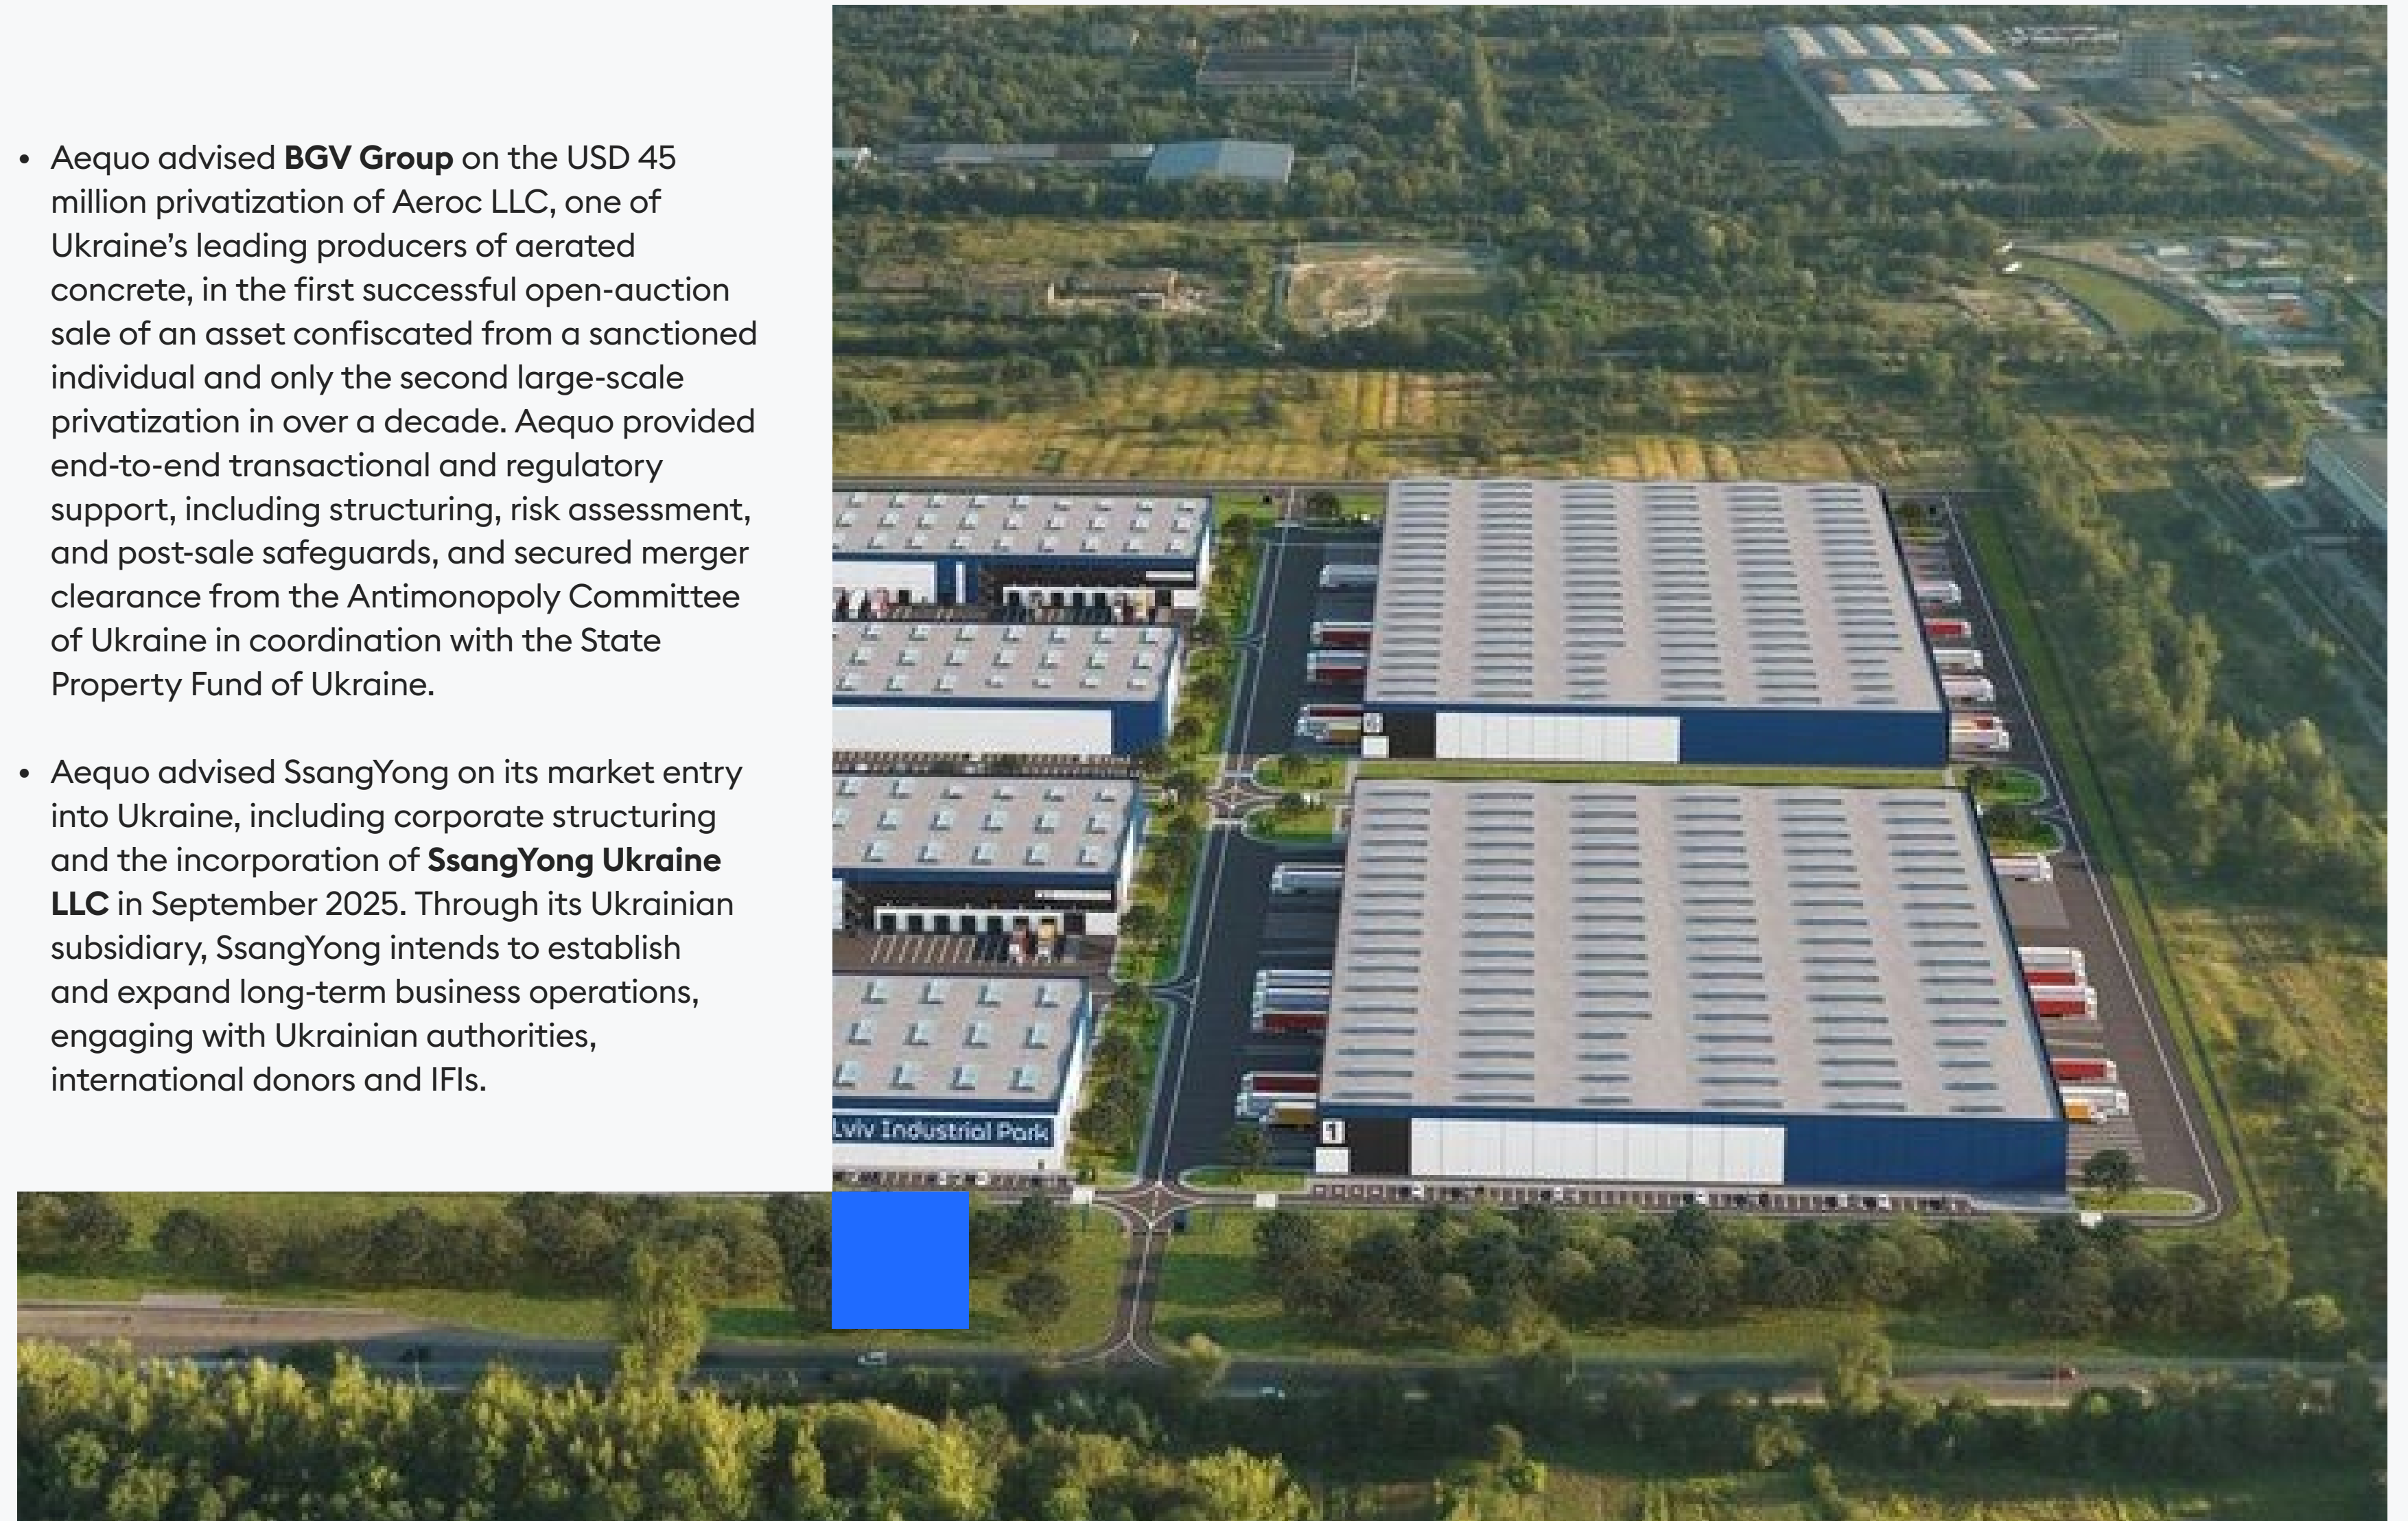 • Aequo advised BGV Group on the USD 45
million privatization of Aeroc LLC, one of
Ukraine’s leading producers of aerated
concrete, in the first successful open-auction
sale of an asset confiscated from a sanctioned
individual and only the second large-scale
privatization in over a decade. Aequo provided
end-to-end transactional and regulatory
support, including structuring, risk assessment,
and post-sale safeguards, and secured merger
clearance from the Antimonopoly Committee
of Ukraine in coordination with the State
Property Fund of Ukraine.
• Aequo advised SsangYong on its market entry
into Ukraine, including corporate structuring
and the incorporation of SsangYong Ukraine
LLC in September 2025. Through its Ukrainian
subsidiary, SsangYong intends to establish
and expand long-term business operations,
engaging with Ukrainian authorities,
international donors and IFIs.
Lviv Industrial Park
1